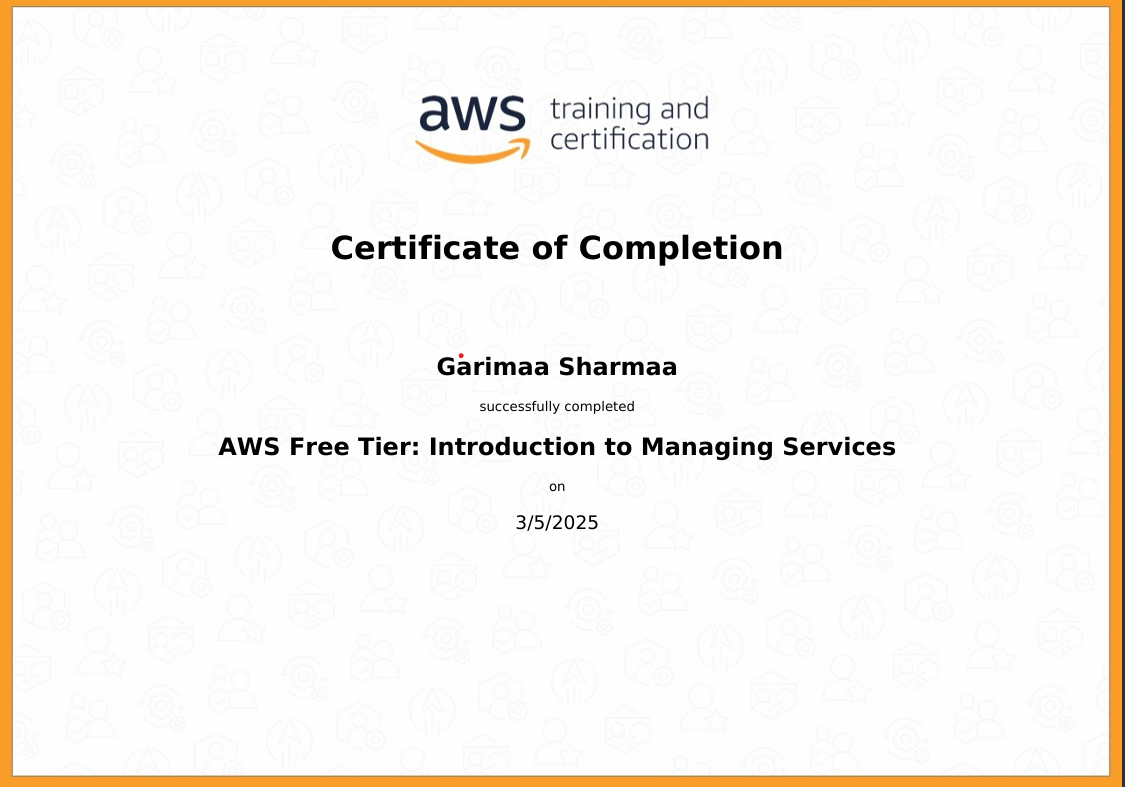 aws training and
certification
Certificate of Completion
Garimaa Sharmaa
successfully completed
AWS Free Tier: Introduction to Managing Services
on
3/5/2025